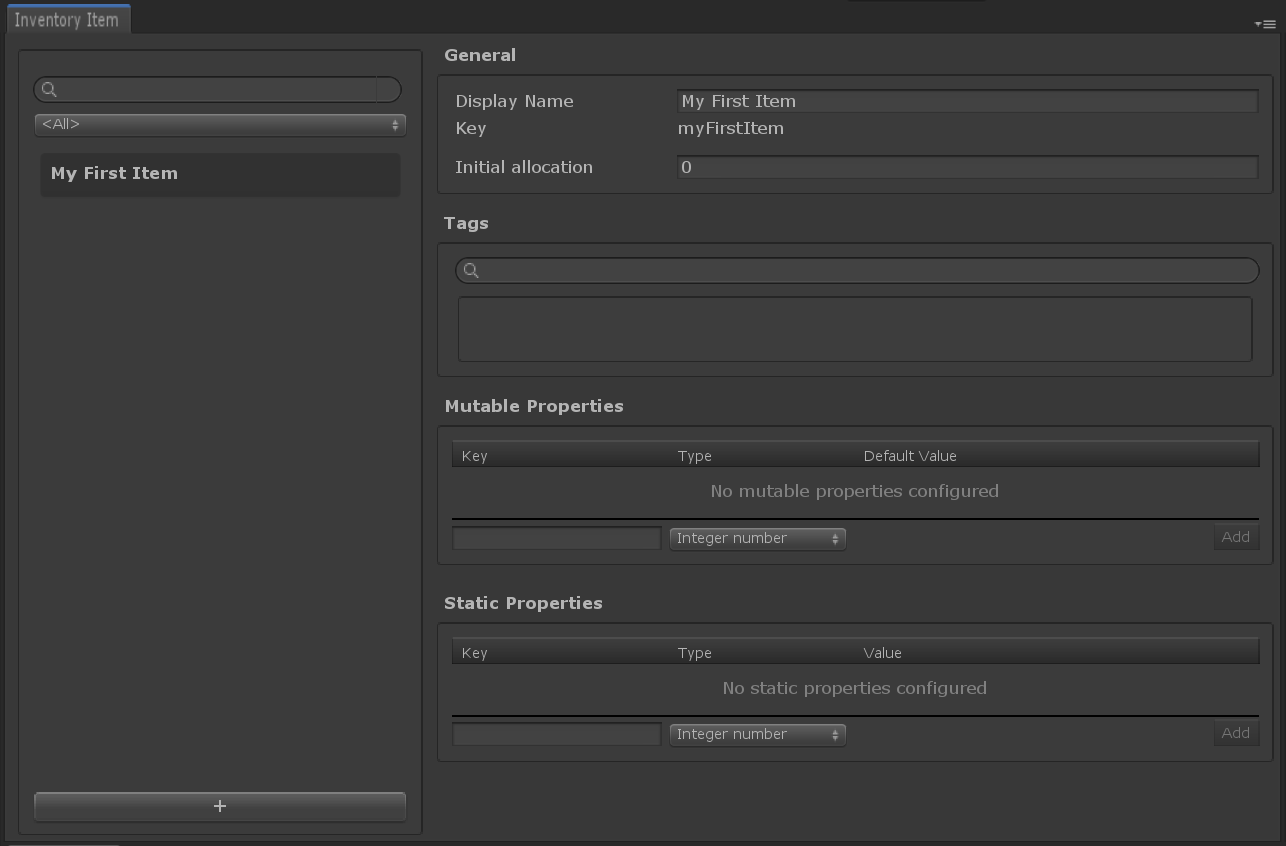 Inventory Item
<All>
My First Item
+
General
Display Name My First Item
Key myFirstItem
Initial allocation 0
Tags
Mutable Properties
Key Type Default Value
No mutable properties configured
Integer number Add
Static Properties
Key Type Value
No static properties configured
Integer number Add